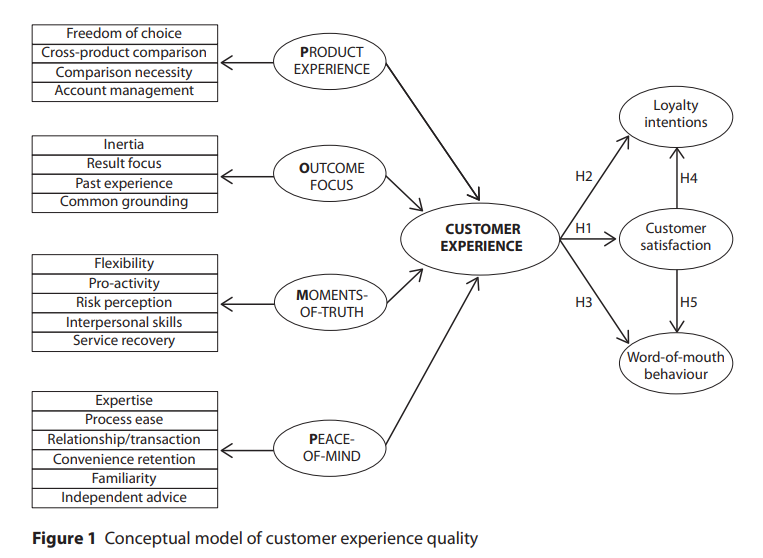 Freedom of choice
Cross-product comparison
Comparison necessity
Account management
PRODUCT
EXPERIENCE
Inertia
Result focus
Past experience
Common grounding
OUTCOME
FOCUS
Flexibility
Pro-activity
Risk perception
Interpersonal skills
Service recovery
MOMENTS-
OF-TRUTH
Expertise
Process ease
Relationship/transaction
Convenience retention
Familiarity
Independent advice
PEACE-
OF-MIND
CUSTOMER
EXPERIENCE
H2
H1
H3
Loyalty
intentions
H4
Customer
satisfaction
H5
Word-of-mouth
behaviour
Figure 1 Conceptual model of customer experience quality